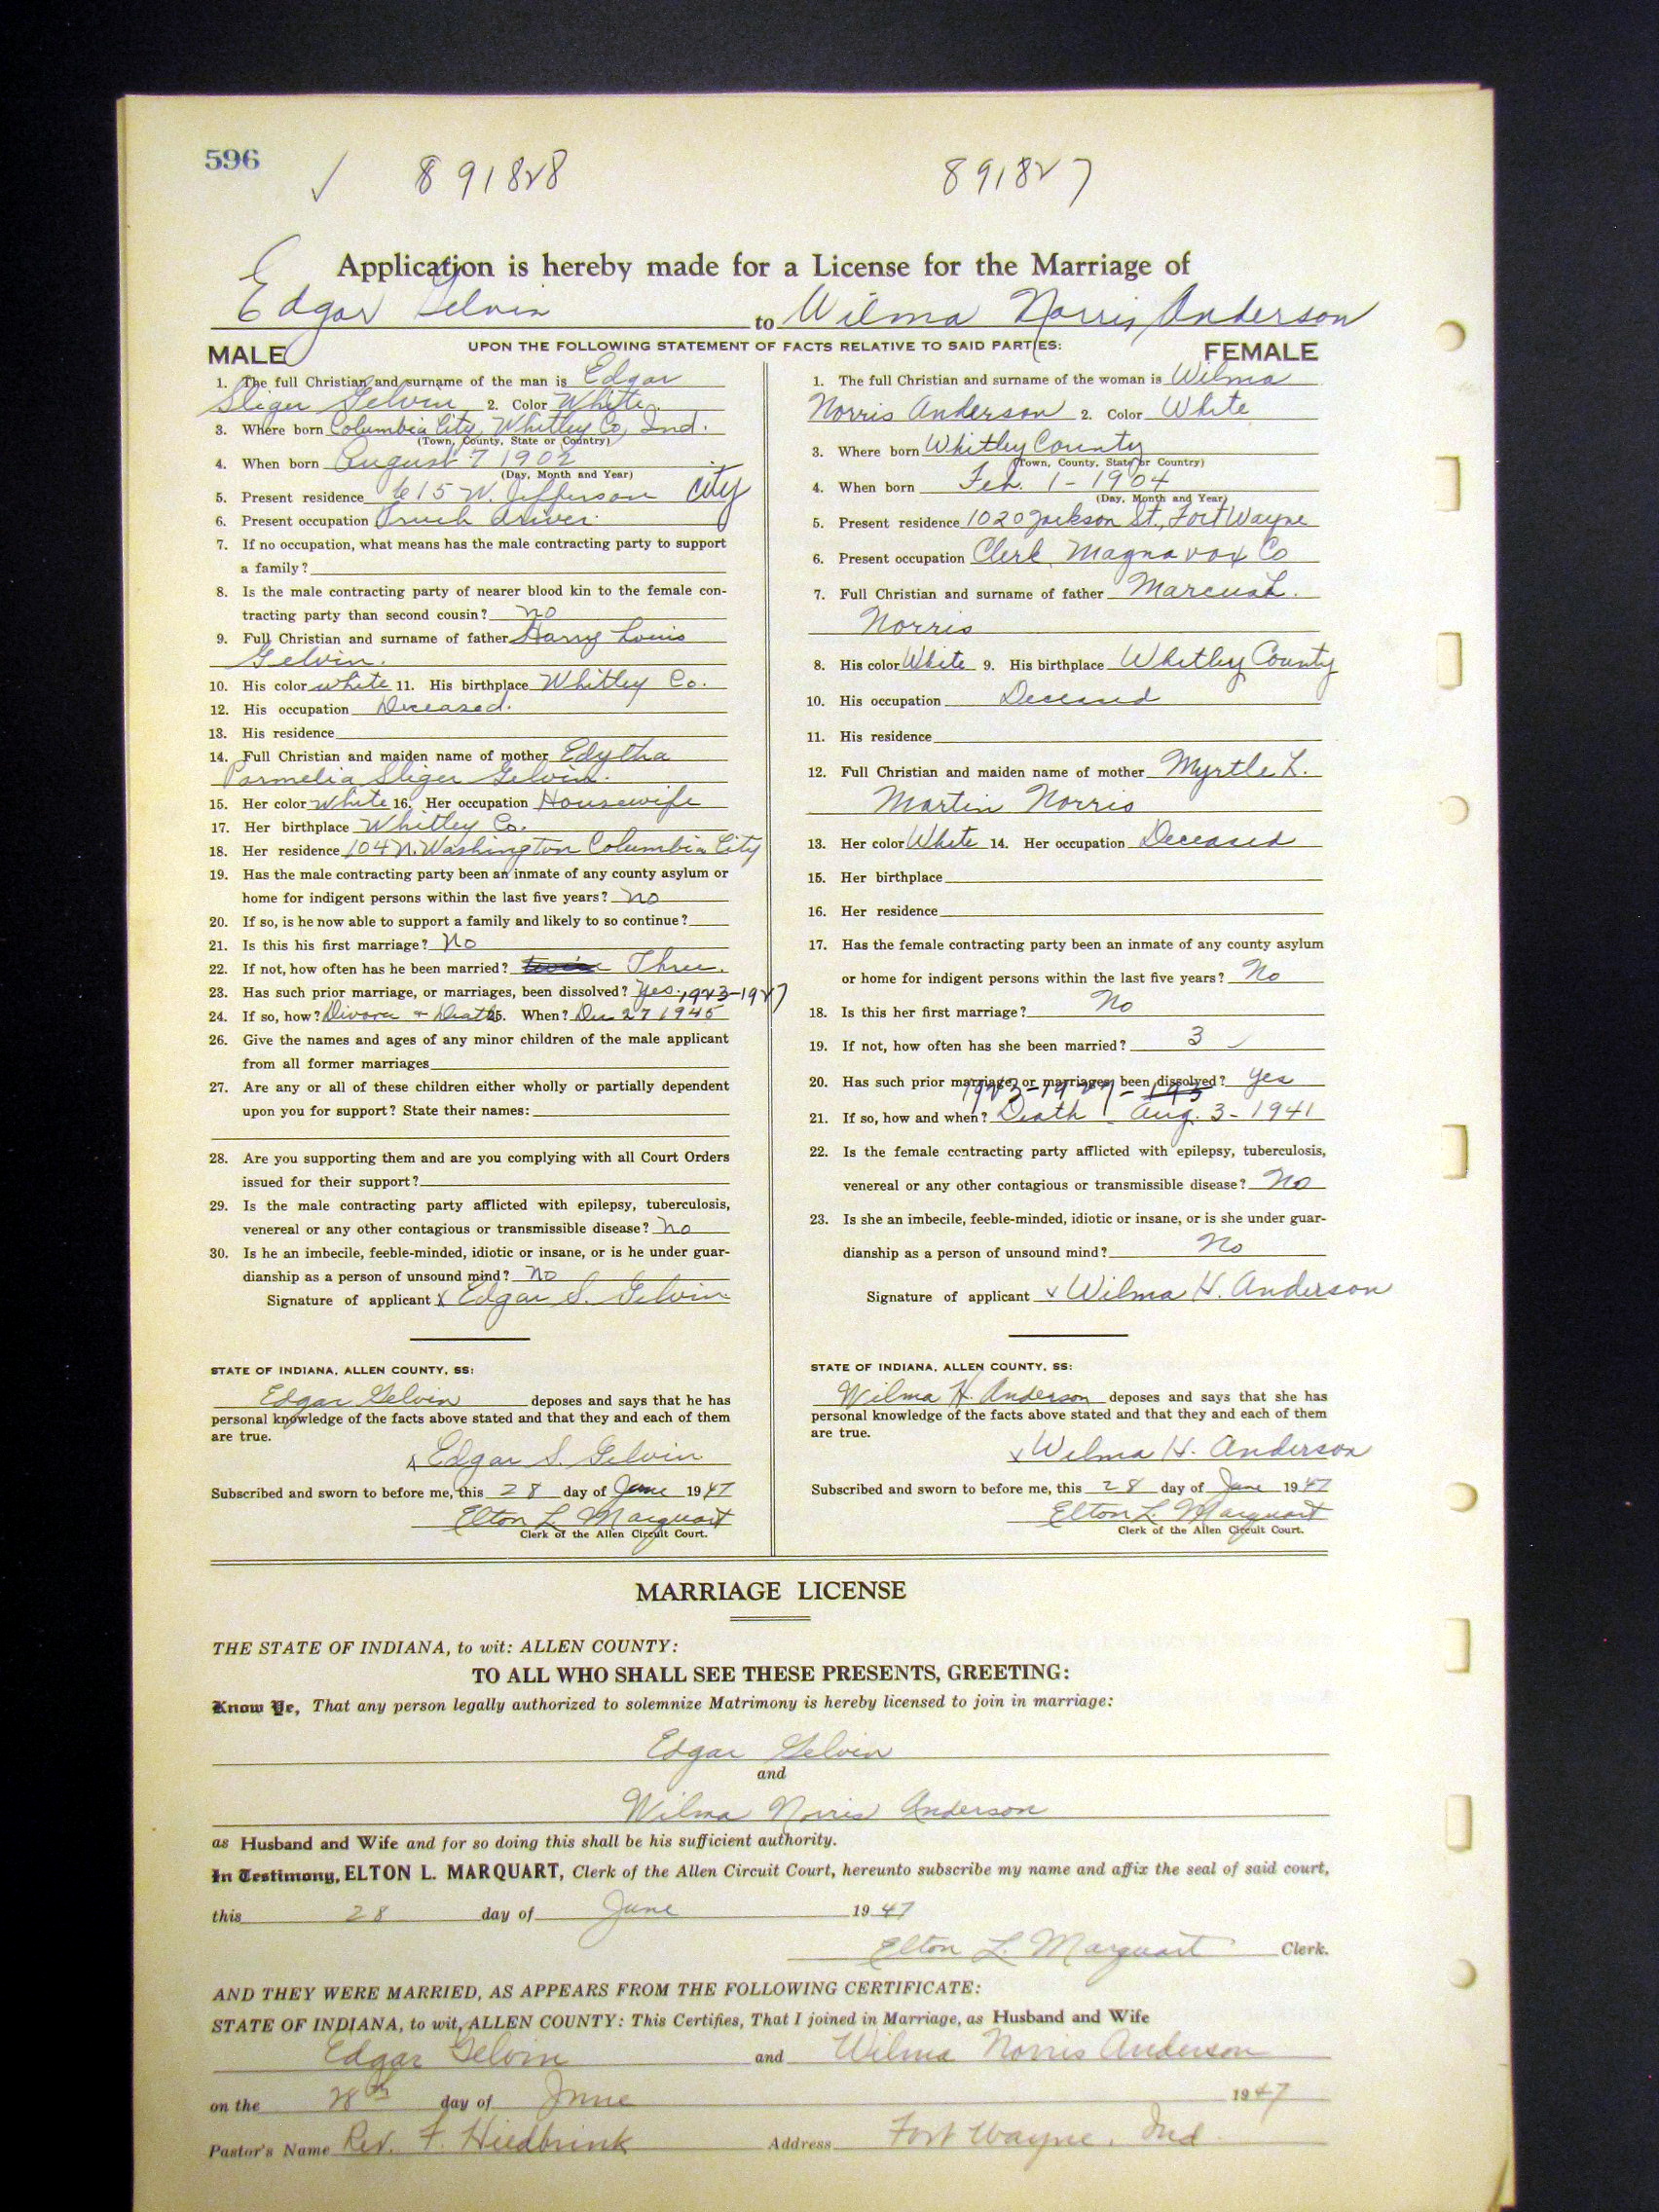 596
✓ 891828 891827
Application is hereby made for a License for the Marriage of
Edgar Gelvin to Wilma Norris Anderson
UPON THE FOLLOWING STATEMENT OF FACTS RELATIVE TO SAID PARTIES:
MALE
1. The full Christian and surname of the man is Edgar
Sliger Gelvin 2. Color White
3. Where born Columbia City, Whitley Co, Ind.
(Town, County, State or Country)
4. When born August 7 1902
(Day, Month and Year)
5. Present residence 615 W. Jefferson City
6. Present occupation Truck driver
7. If no occupation, what means has the male contracting party to support
a family?
8. Is the male contracting party of nearer blood kin to the female con-
tracting party than second cousin? no
9. Full Christian and surname of father Harry Louis
Gelvin.
10. His color white 11. His birthplace Whitley Co.
12. His occupation Deceased.
13. His residence
14. Full Christian and maiden name of mother Edytha
Parmelia Sliger Gelvin.
15. Her color white 16. Her occupation Housewife
17. Her birthplace Whitley Co.
18. Her residence 104 N. Washington Columbia City
19. Has the male contracting party been an inmate of any county asylum or
home for indigent persons within the last five years? no
20. If so, is he now able to support a family and likely to so continue?
21. Is this his first marriage? No
22. If not, how often has he been married? twice Three.
23. Has such prior marriage, or marriages, been dissolved? Yes. 1923-1927
24. If so, how? Divorce & Death 25. When? Dec 27 1945
26. Give the names and ages of any minor children of the male applicant
from all former marriages
27. Are any or all of these children either wholly or partially dependent
upon you for support? State their names:
28. Are you supporting them and are you complying with all Court Orders
issued for their support?
29. Is the male contracting party afflicted with epilepsy, tuberculosis,
venereal or any other contagious or transmissible disease? no
30. Is he an imbecile, feeble-minded, idiotic or insane, or is he under guar-
dianship as a person of unsound mind? no
Signature of applicant x Edgar S. Gelvin
STATE OF INDIANA, ALLEN COUNTY, SS:
Edgar Gelvin deposes and says that he has
personal knowledge of the facts above stated and that they and each of them
are true.
x Edgar S. Gelvin
Subscribed and sworn to before me, this 28 day of June 1947
Elton L. Marquart
Clerk of the Allen Circuit Court.
FEMALE
1. The full Christian and surname of the woman is Wilma
Norris Anderson 2. Color White
3. Where born Whitley County
(Town, County, State or Country)
4. When born Feb. 1-1904
(Day, Month and Year)
5. Present residence 1020 Jackson St., Fort Wayne
6. Present occupation Clerk Magnavox Co
7. Full Christian and surname of father Marcus L.
Norris
8. His color White 9. His birthplace Whitley County
10. His occupation Deceased
11. His residence
12. Full Christian and maiden name of mother Myrtle L.
Martin Norris
13. Her color White 14. Her occupation Deceased
15. Her birthplace
16. Her residence
17. Has the female contracting party been an inmate of any county asylum
or home for indigent persons within the last five years? No
18. Is this her first marriage? No
19. If not, how often has she been married? 3
20. Has such prior marriage, or marriages, been dissolved? yes
1923-1927-193
21. If so, how and when? Death Aug. 3-1941
22. Is the female contracting party afflicted with epilepsy, tuberculosis,
venereal or any other contagious or transmissible disease? No
23. Is she an imbecile, feeble-minded, idiotic or insane, or is she under guar-
dianship as a person of unsound mind? No
Signature of applicant x Wilma H. Anderson
STATE OF INDIANA, ALLEN COUNTY, SS:
Wilma H. Anderson deposes and says that she has
personal knowledge of the facts above stated and that they and each of them
are true.
x Wilma H. Anderson
Subscribed and sworn to before me, this 28 day of June 1947
Elton L. Marquart
Clerk of the Allen Circuit Court.
MARRIAGE LICENSE
THE STATE OF INDIANA, to wit: ALLEN COUNTY:
TO ALL WHO SHALL SEE THESE PRESENTS, GREETING:
Know Ye, That any person legally authorized to solemnize Matrimony is hereby licensed to join in marriage:
Edgar Gelvin
and
Wilma Norris Anderson
as Husband and Wife and for so doing this shall be his sufficient authority.
In Testimony, ELTON L. MARQUART, Clerk of the Allen Circuit Court, hereunto subscribe my name and affix the seal of said court,
this 28 day of June 1947
Elton L. Marquart Clerk.
AND THEY WERE MARRIED, AS APPEARS FROM THE FOLLOWING CERTIFICATE:
STATE OF INDIANA, to wit, ALLEN COUNTY: This Certifies, That I joined in Marriage, as Husband and Wife
Edgar Gelvin and Wilma Norris Anderson
on the 28th day of June 1947
Pastor's Name Rev. F. Hiedbrink Address Fort Wayne, Ind